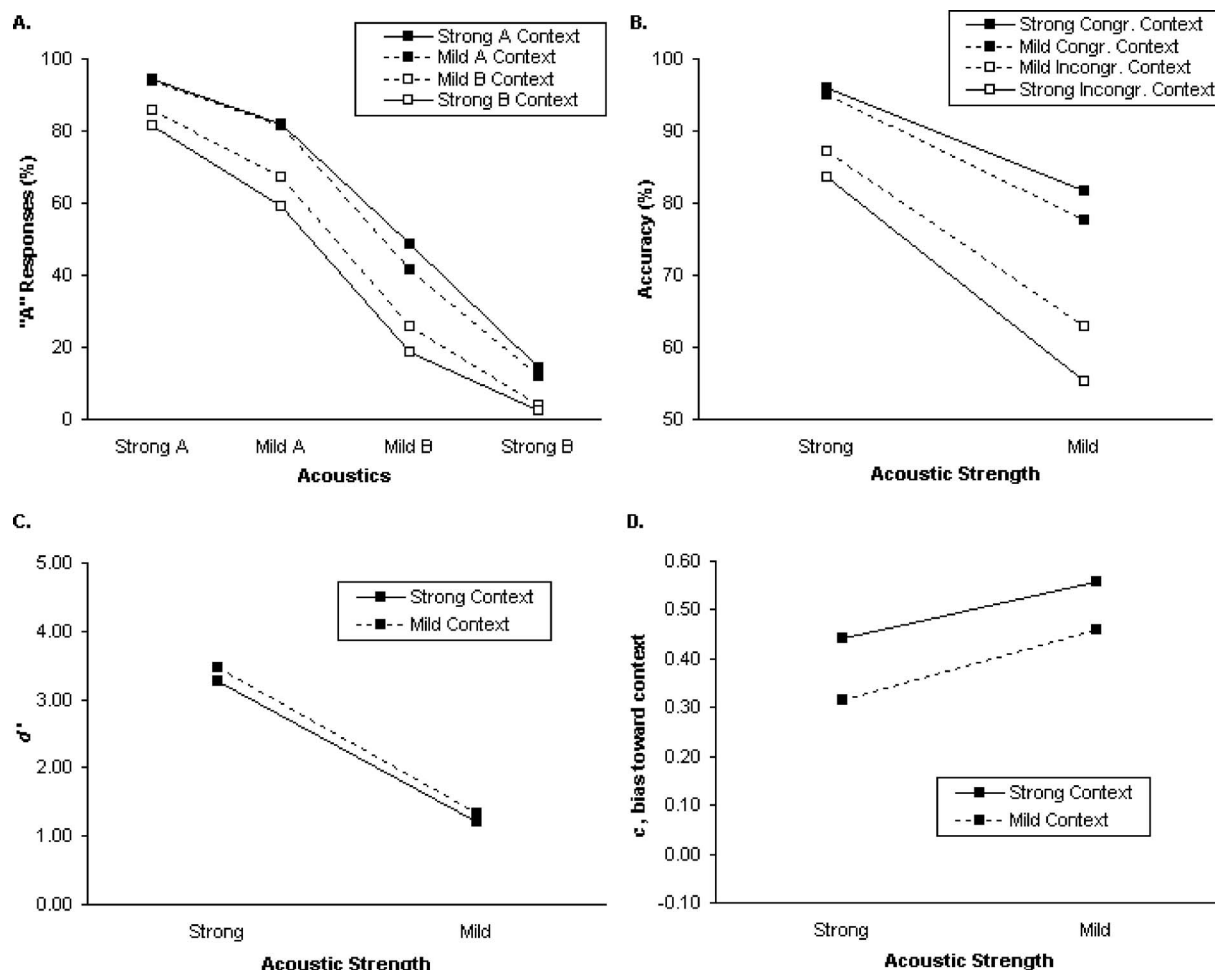 A.
Strong A Context
Mild A Context
Mild B Context
Strong B Context
100
80
60
40
20
0
"A" Responses (%)
Strong A
Mild A
Mild B
Strong B
Acoustics
B.
Strong Congr. Context
Mild Congr. Context
Mild Incongr. Context
Strong Incongr. Context
100
90
80
70
60
50
Accuracy (%)
Strong
Mild
Acoustic Strength
C.
5.00
4.00
3.00
2.00
1.00
0.00
d'
Strong Context
Mild Context
Strong
Mild
Acoustic Strength
D.
0.60
0.50
0.40
0.30
0.20
0.10
0.00
-0.10
c, bias toward context
Strong Context
Mild Context
Strong
Mild
Acoustic Strength